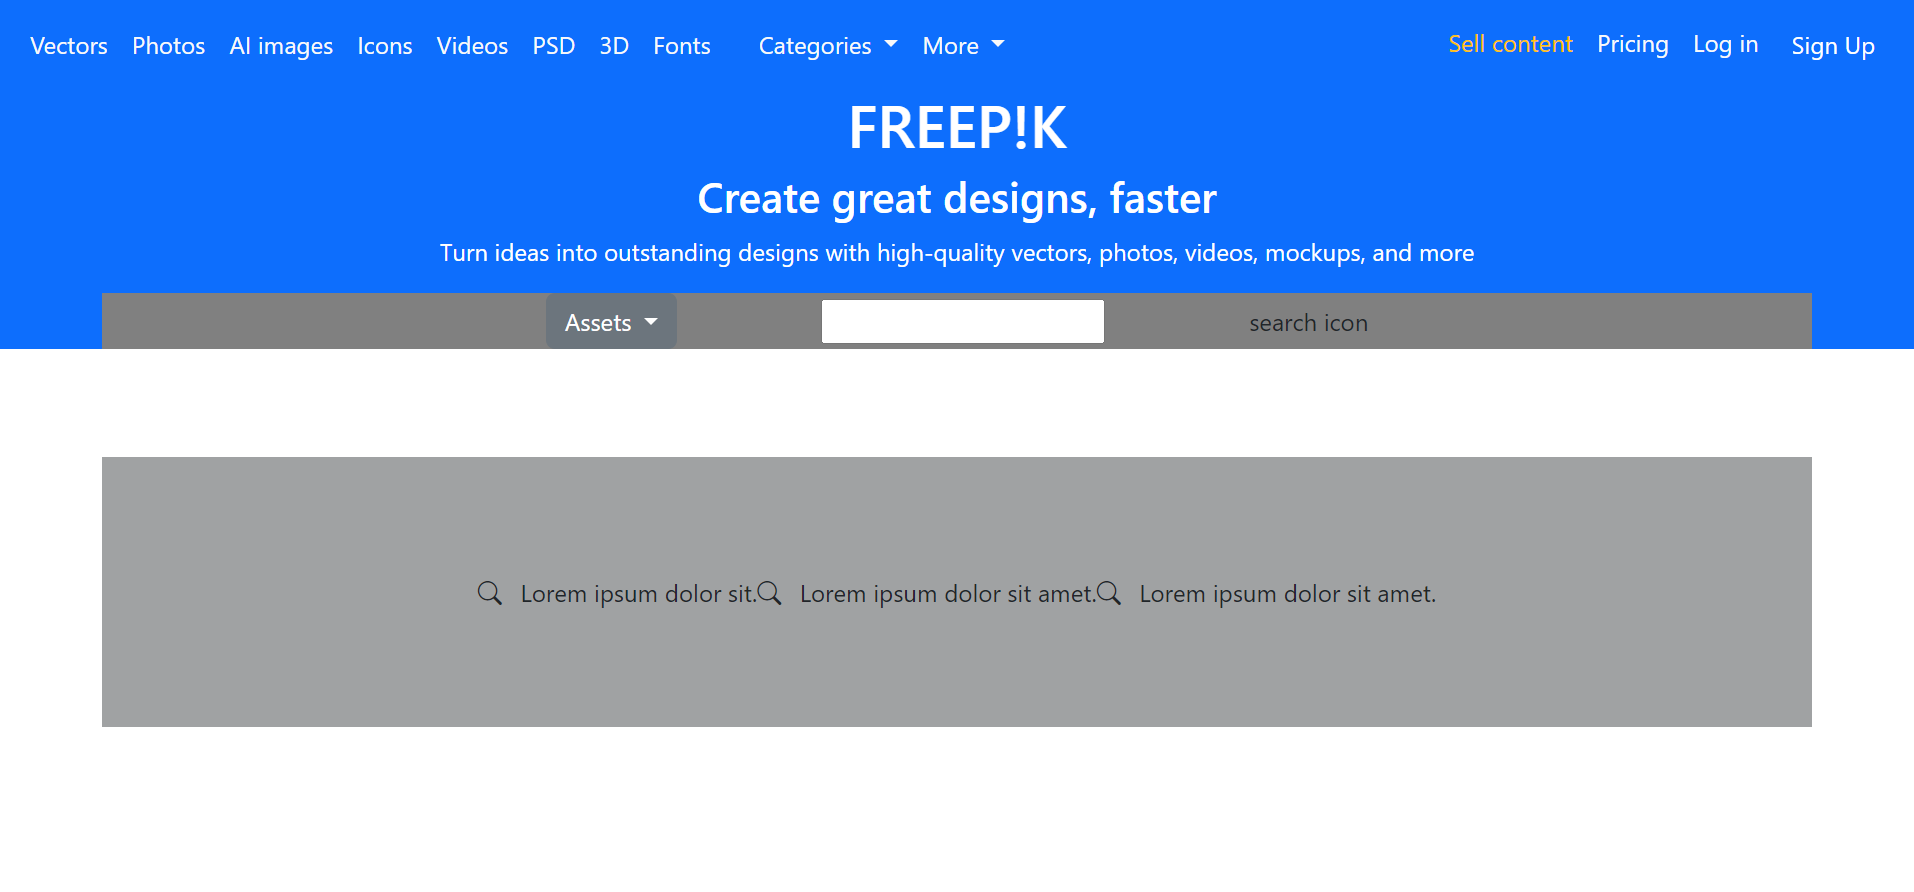 Vectors Photos AI images Icons Videos PSD 3D Fonts Categories More Sell content Pricing Log in Sign Up
FREEP!K
Create great designs, faster
Turn ideas into outstanding designs with high-quality vectors, photos, videos, mockups, and more
Assets search icon
Lorem ipsum dolor sit. Lorem ipsum dolor sit amet. Lorem ipsum dolor sit amet.